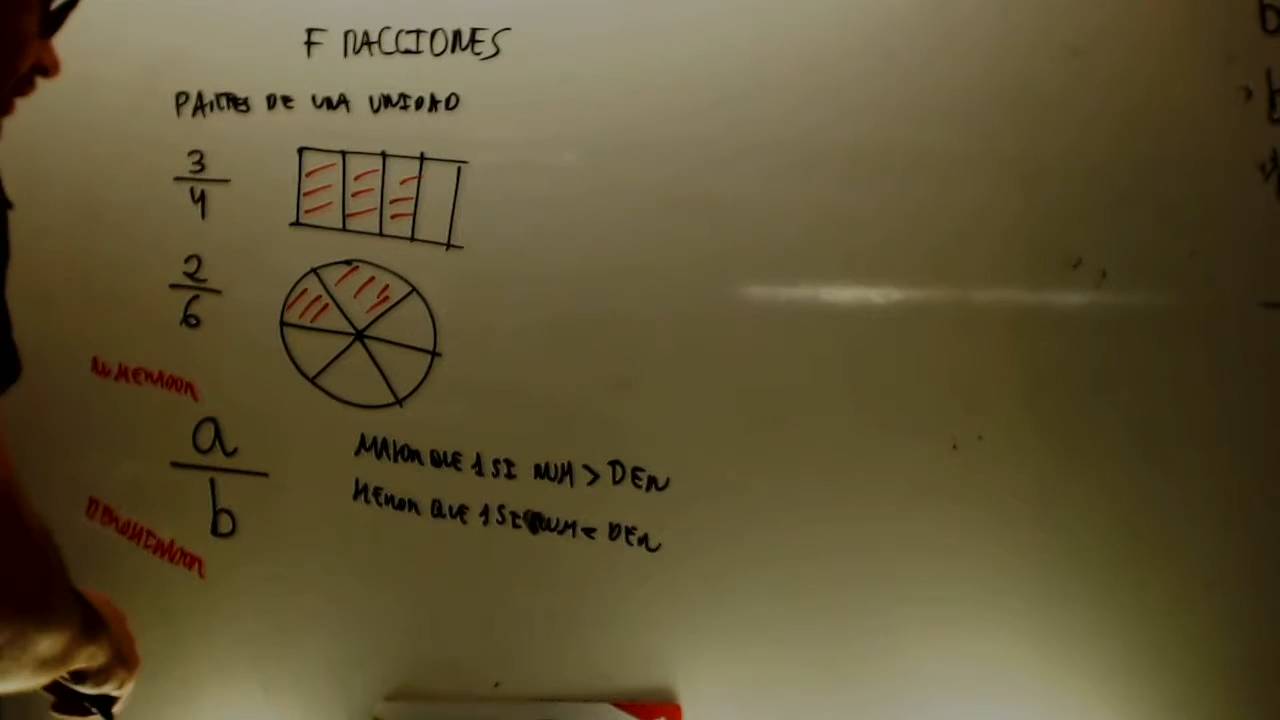 FRACCIONES
PARTES DE UNA UNIDAD
3
4
2
6
NUMERADOR
a
b
DENOMINADOR
MAYOR QUE 1 SI NUM > DEN
MENOR QUE 1 SI NUM < DEN